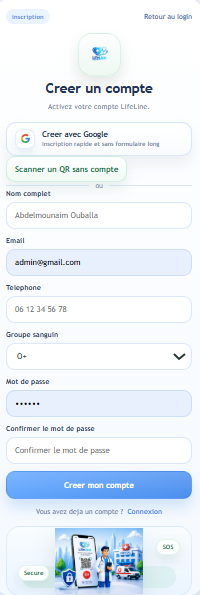 Inscription
Retour au login
LifeLine
Creer un compte
Activez votre compte LifeLine.
Creer avec Google
Inscription rapide et sans formulaire long
Scanner un QR sans compte
ou
Nom complet
Abdelmounaim Ouballa
Email
admin@gmail.com
Telephone
06 12 34 56 78
Groupe sanguin
O+
Mot de passe
••••••
Confirmer le mot de passe
Confirmer le mot de passe
Creer mon compte
Vous avez deja un compte ? Connexion
SOS
Secure